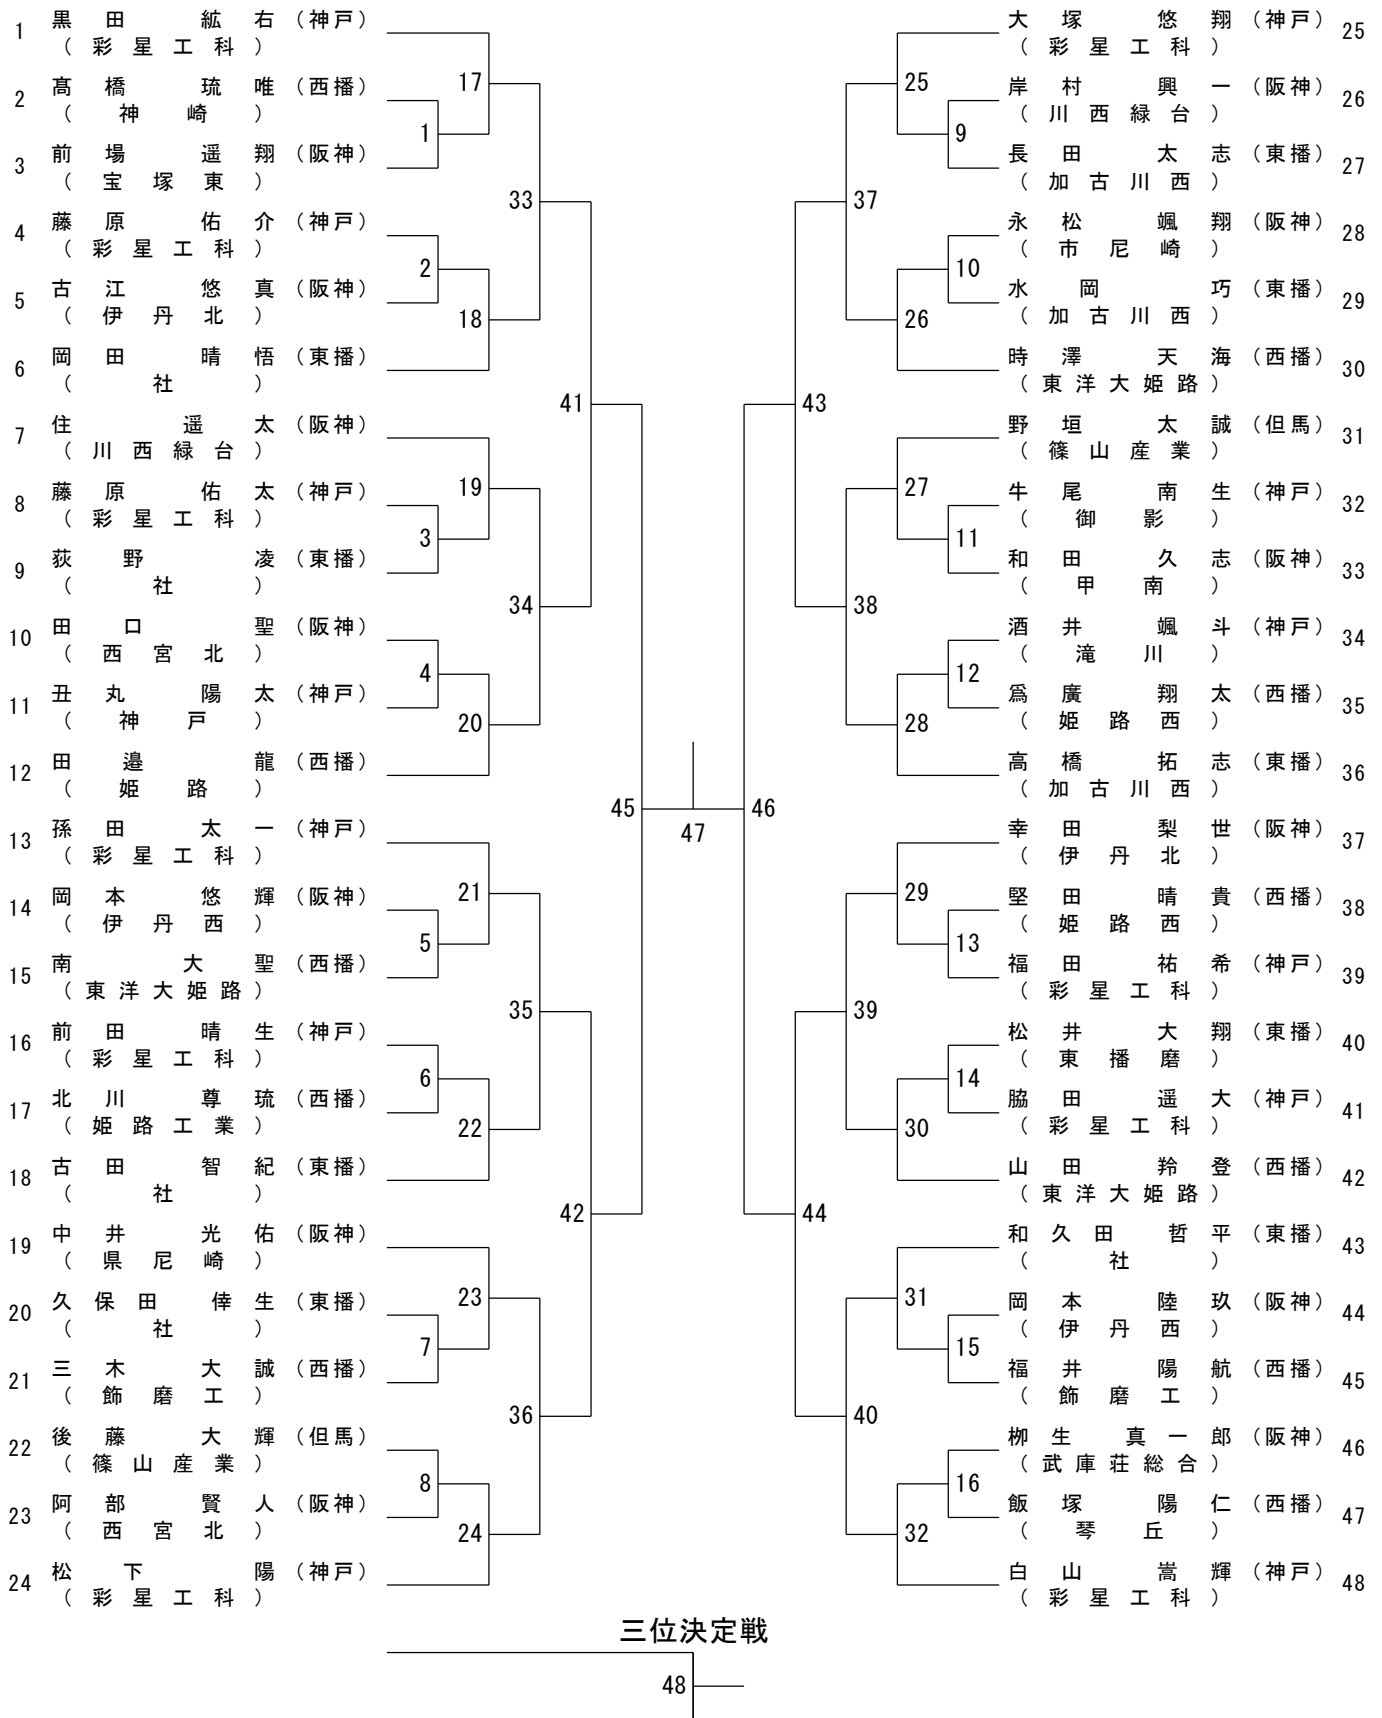 1 黒田 紘右 (神戸)
(彩星工科)
2 髙橋 琉唯 (西播)
(神崎)
3 前場 遥翔 (阪神)
(宝塚東)
4 藤原 佑介 (神戸)
(彩星工科)
5 古江 悠真 (阪神)
(伊丹北)
6 岡田 晴悟 (東播)
(社)
7 住 遥太 (阪神)
(川西緑台)
8 藤原 佑太 (神戸)
(彩星工科)
9 荻野 凌 (東播)
(社)
10 田口 聖 (阪神)
(西宮北)
11 丑丸 陽太 (神戸)
(神戸)
12 田邉 龍 (西播)
(姫路)
13 孫田 太一 (神戸)
(彩星工科)
14 岡本 悠輝 (阪神)
(伊丹西)
15 南 大聖 (西播)
(東洋大姫路)
16 前田 晴生 (神戸)
(彩星工科)
17 北川 尊琉 (西播)
(姫路工業)
18 古田 智紀 (東播)
(社)
19 中井 光佑 (阪神)
(県尼崎)
20 久保田 倖生 (東播)
(社)
21 三木 大誠 (西播)
(飾磨工)
22 後藤 大輝 (但馬)
(篠山産業)
23 阿部 賢人 (阪神)
(西宮北)
24 松下 陽 (神戸)
(彩星工科)
17
1
33
2
18
41
19
3
34
4
20
45
21
5
35
6
22
42
23
7
36
8
24
47
46
25
9
37
10
26
43
27
11
38
12
28
29
13
39
14
30
44
31
15
40
16
32
大塚 悠翔 (神戸) 25
(彩星工科)
岸村 興一 (阪神) 26
(川西緑台)
長田 太志 (東播) 27
(加古川西)
永松 颯翔 (阪神) 28
(市尼崎)
水岡 巧 (東播) 29
(加古川西)
時澤 天海 (西播) 30
(東洋大姫路)
野垣 太誠 (但馬) 31
(篠山産業)
牛尾 南生 (神戸) 32
(御影)
和田 久志 (阪神) 33
(甲南)
酒井 颯斗 (神戸) 34
(滝川)
爲廣 翔太 (西播) 35
(姫路西)
高橋 拓志 (東播) 36
(加古川西)
幸田 梨世 (阪神) 37
(伊丹北)
堅田 晴貴 (西播) 38
(姫路西)
福田 祐希 (神戸) 39
(彩星工科)
松井 大翔 (東播) 40
(東播磨)
脇田 遥大 (神戸) 41
(彩星工科)
山田 羚登 (西播) 42
(東洋大姫路)
和久田 哲平 (東播) 43
(社)
岡本 陸玖 (阪神) 44
(伊丹西)
福井 陽航 (西播) 45
(飾磨工)
栁生 真一郎 (阪神) 46
(武庫荘総合)
飯塚 陽仁 (西播) 47
(琴丘)
白山 嵩輝 (神戸) 48
(彩星工科)
三位決定戦
48